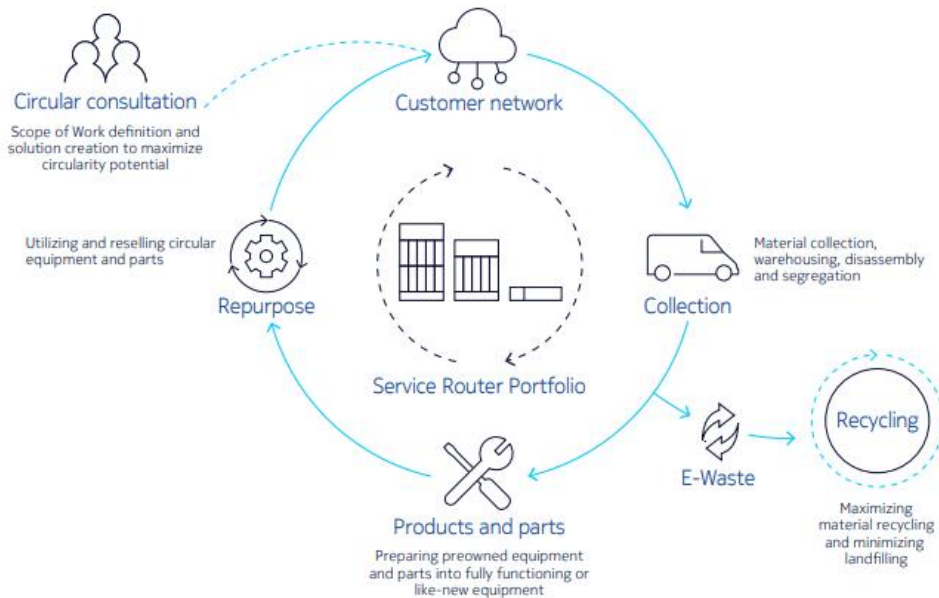 Circular consultation
Scope of Work definition and
solution creation to maximize
circularity potential
Customer network
Utilizing and reselling circular
equipment and parts
Repurpose
Material collection,
warehousing, disassembly
and segregation
Collection
Service Router Portfolio
Recycling
E-Waste
Maximizing
material recycling
and minimizing
landfilling
Products and parts
Preparing preowned equipment
and parts into fully functioning or
like-new equipment